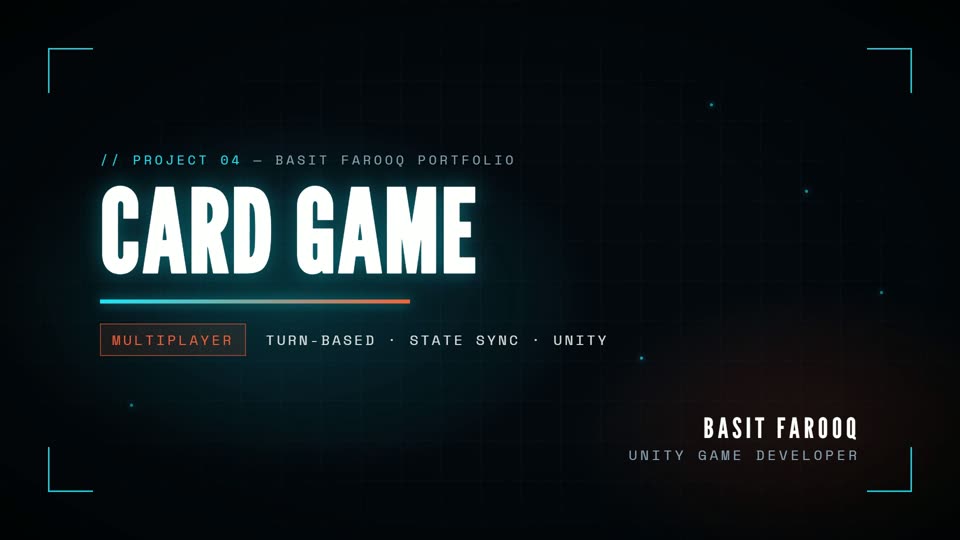 // PROJECT 04 — BASIT FAROOQ PORTFOLIO
CARD GAME
MULTIPLAYER TURN-BASED · STATE SYNC · UNITY
BASIT FAROOQ
UNITY GAME DEVELOPER